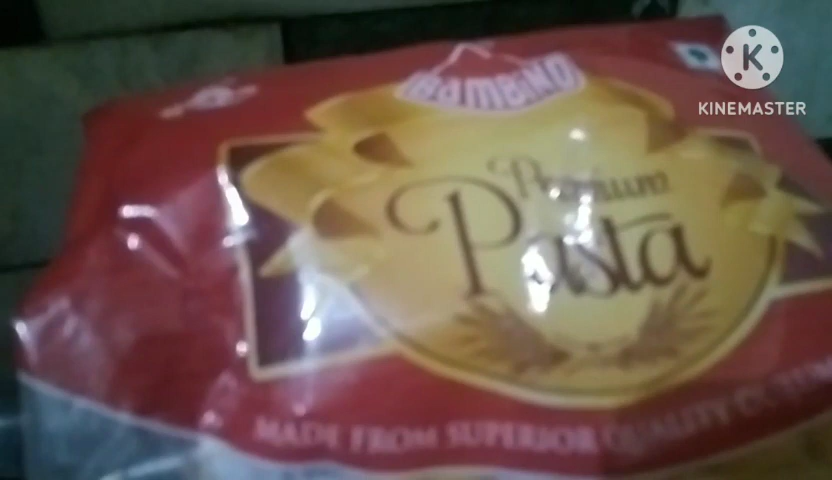 BAMBINO
KINEMASTER
Premium
Pasta
MADE FROM SUPERIOR QUALITY